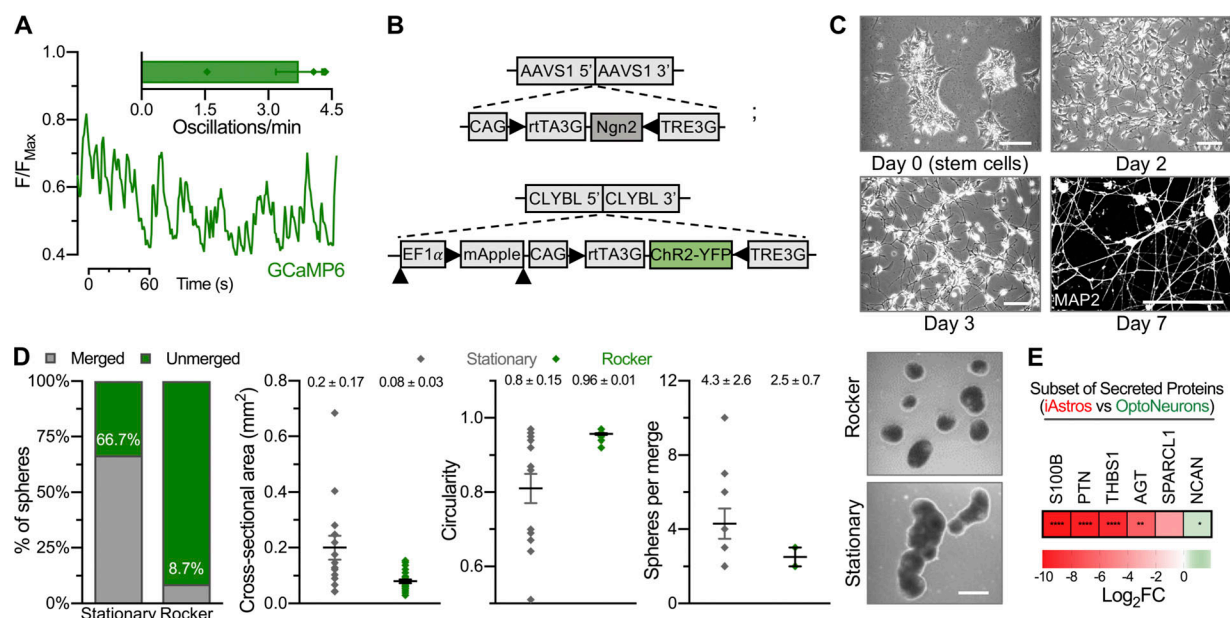 A
1.0
0.8
0.6
0.4
F/FMax
0.0 1.5 3.0 4.5
Oscillations/min
GCaMP6
0 60 Time (s)
B
AAVS1 5’ AAVS1 3’
CAG rtTA3G Ngn2 TRE3G
;
CLYBL 5’ CLYBL 3’
EF1α mApple CAG rtTA3G ChR2-YFP TRE3G
C
Day 0 (stem cells)
Day 2
Day 3
MAP2
Day 7
D
Merged Unmerged
% of spheres
100%
75%
50%
25%
0%
66.7%
8.7%
Stationary Rocker
Stationary Rocker
Cross-sectional area (mm2)
0.8
0.6
0.4
0.2
0.0
0.2 ± 0.17 0.08 ± 0.03
Circularity
1.0
0.8
0.6
0.8 ± 0.15 0.96 ± 0.01
Spheres per merge
12
8
4
0
4.3 ± 2.6 2.5 ± 0.7
Rocker
Stationary
E
Subset of Secreted Proteins
(iAstros vs OptoNeurons)
S100B
PTN
THBS1
AGT
SPARCL1
NCAN
**** **** **** ** *
-10 -8 -6 -4 -2 0
Log2FC